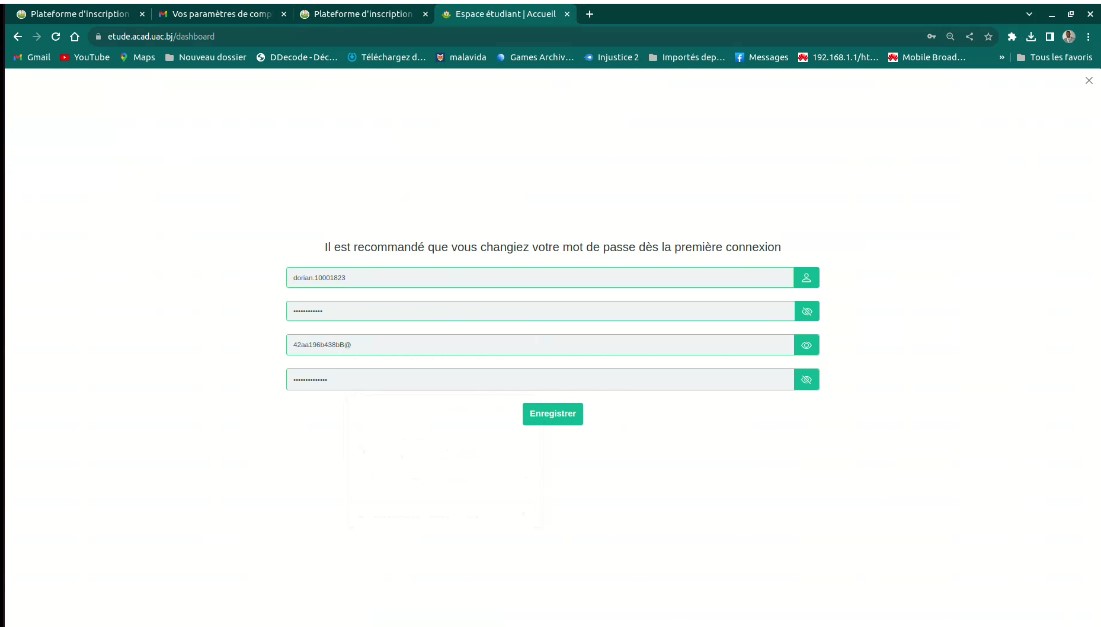 Plateforme d'inscription
Vos paramètres de comp
Plateforme d'inscription
Espace étudiant | Accueil
etude.acad.uac.bj/dashboard
Gmail YouTube Maps Nouveau dossier DDecode - Déc... Téléchargez d... malavida Games Archiv... Injustice 2 Importés dep... Messages 192.168.1.1/ht... Mobile Broad... » Tous les favoris
Il est recommandé que vous changiez votre mot de passe dès la première connexion
dorian.10001823
••••••••••••
42aa196b438bB@
••••••••••••••
Enregistrer